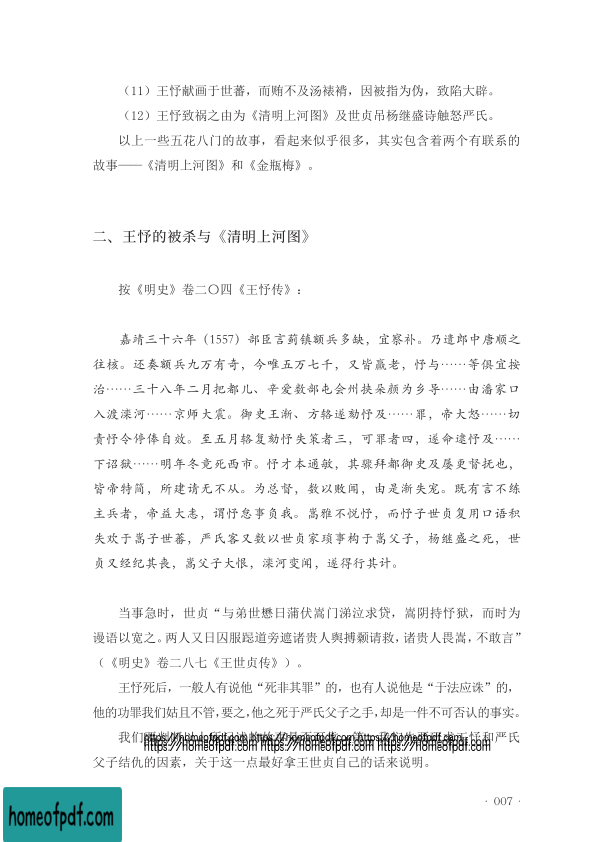 （11）王忬献画于世蕃，而贿不及汤裱褙，因被指为伪，致陷大辟。
（12）王忬致祸之由为《清明上河图》及世贞吊杨继盛诗触怒严氏。
以上一些五花八门的故事，看起来似乎很多，其实包含着两个有联系的
故事——《清明上河图》和《金瓶梅》。
二、王忬的被杀与《清明上河图》
按《明史》卷二〇四《王忬传》：
嘉靖三十六年（1557）部臣言蓟镇额兵多缺，宜察补。乃遣郎中唐顺之
往核。还奏额兵九万有奇，今唯五万七千，又皆羸老，忬与……等俱宜按
治……三十八年二月把都儿、辛爱数部屯会州挟朵颜为乡导……由潘家口
入渡滦河……京师大震。御史王渐、方辂遂劾忬及……罪，帝大怒……切
责忬令停俸自效。至五月辂复劾忬失策者三，可罪者四，遂命逮忬及……
下诏狱……明年冬竟死西市。忬才本通敏，其骤拜都御史及屡更督抚也，
皆帝特简，所建请无不从。为总督，数以败闻，由是渐失宠。既有言不练
主兵者，帝益大恚，谓忬怠事负我。嵩雅不悦忬，而忬子世贞复用口语积
失欢于嵩子世蕃，严氏客又数以世贞家琐事构于嵩父子，杨继盛之死，世
贞又经纪其丧，嵩父子大恨，滦河变闻，遂得行其计。
当事急时，世贞“与弟世懋日蒲伏嵩门涕泣求贷，嵩阴持忬狱，而时为
谩语以宽之。两人又日囚服跽道旁遮诸贵人舆搏颡请救，诸贵人畏嵩，不敢言”
（《明史》卷二八七《王世贞传》）。
王忬死后，一般人有说他“死非其罪”的，也有人说他是“于法应诛”的，
他的功罪我们姑且不管，要之，他之死于严氏父子之手，却是一件不可否认的事实。
我们
https://homeofpdf.com https://homeofpdf.com https://homeofpdf.com
王忬和严氏
https://homeofpdf.com https://homeofpdf.com https://homeofpdf.com
父子结仇的因素，关于这一点最好拿王世贞自己的话来说明。
· 007 ·
homeofpdf.com